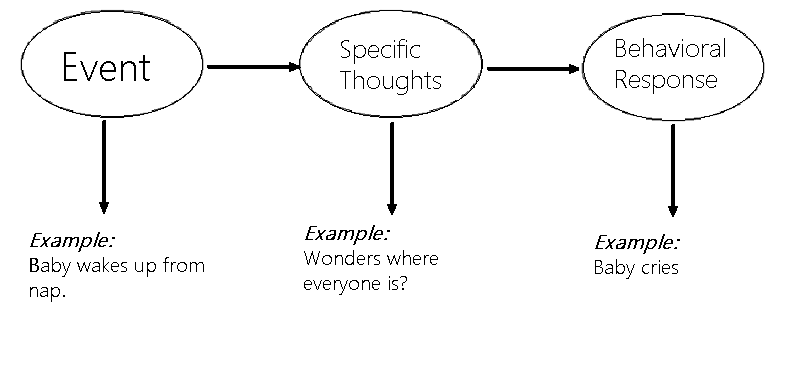 Event
Specific
Thoughts
Behavioral
Response
Example:
Baby wakes up from
nap.
Example:
Wonders where
everyone is?
Example:
Baby cries